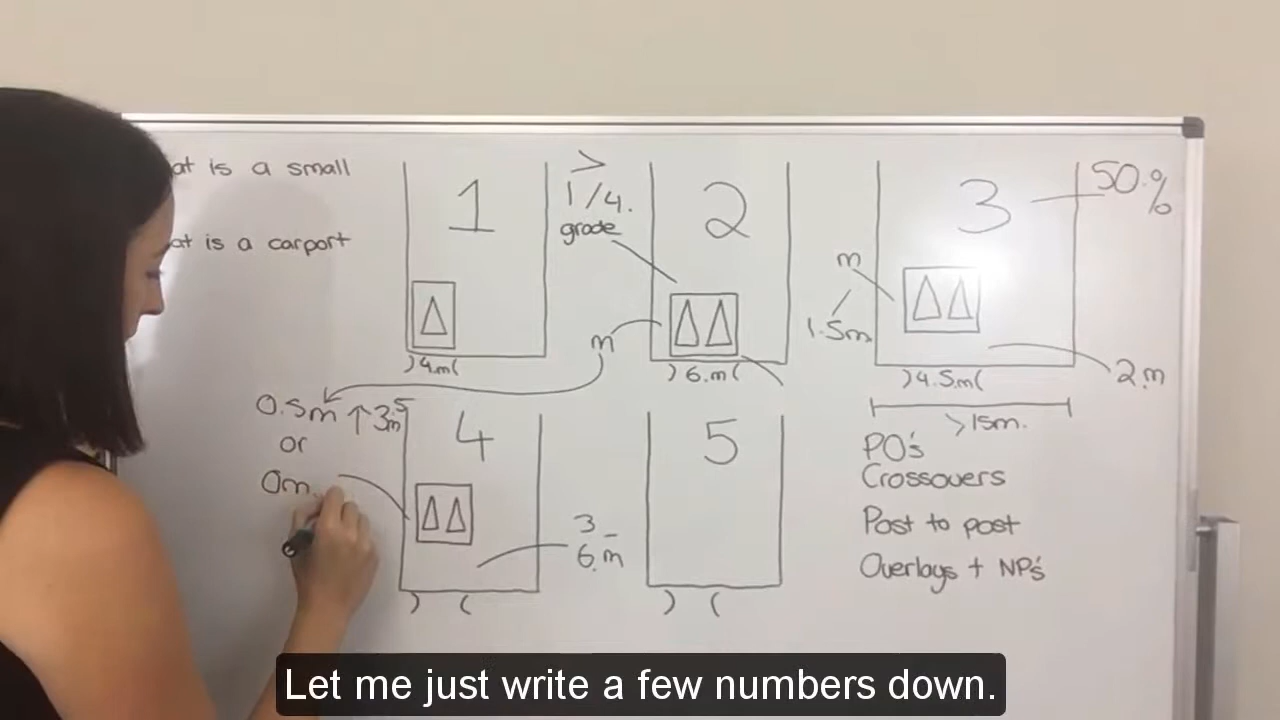 at is a small
at is a carport
1
>
1/4.
grade
2
3
50.%
m
1.5m
m
)4.m(
)6.m(
)4.5.m(
2.m
>15m.
0.5m ↑ 3.5m
or
0m.
4
5
3 –
6.m
) (
) (
PO's
Crossovers
Post to post
Overlays + NP's
Let me just write a few numbers down.